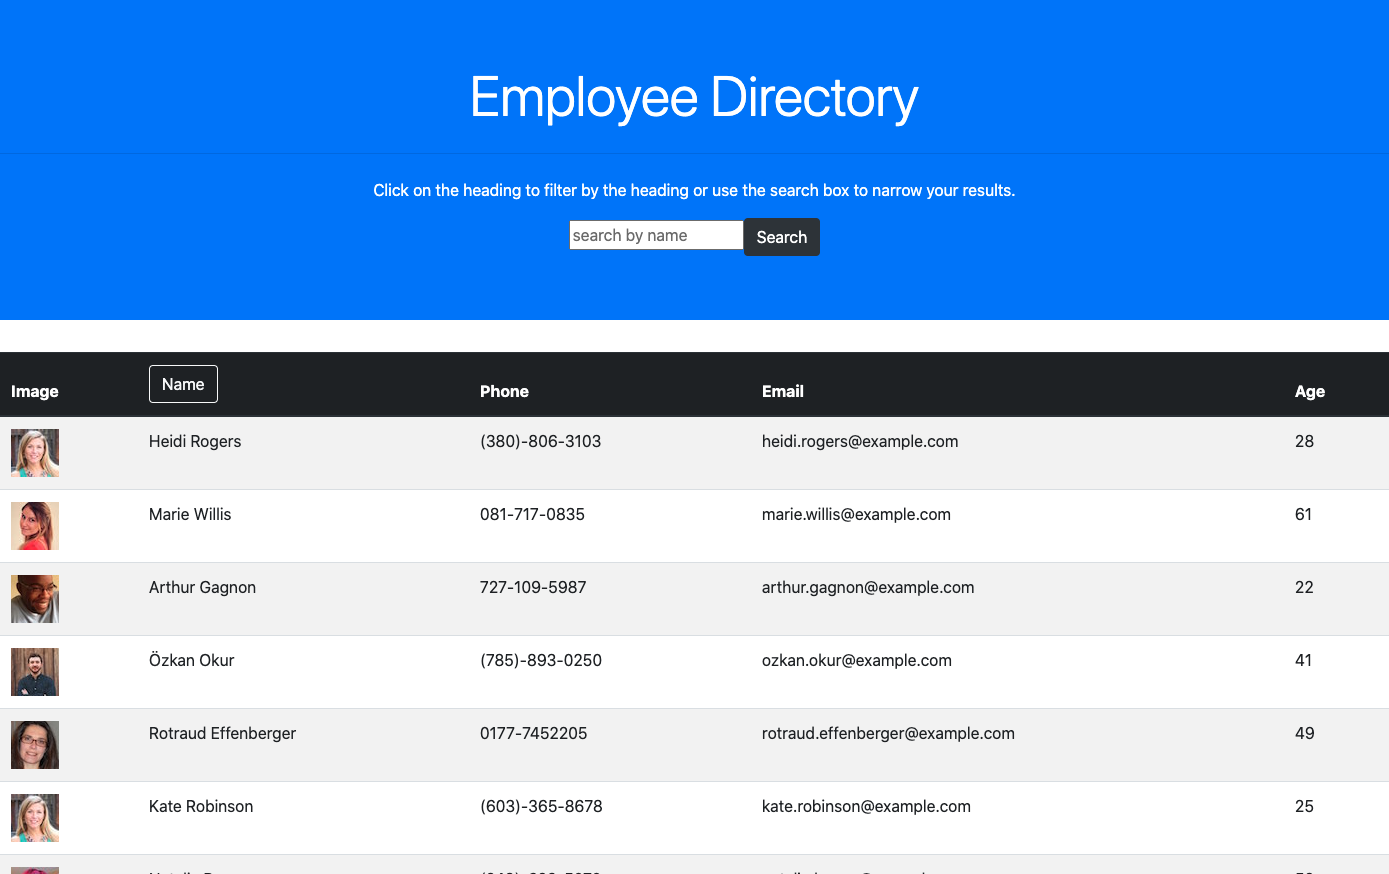 Employee Directory
Click on the heading to filter by the heading or use the search box to narrow your results.
search by name Search
Image Name Phone Email Age
Heidi Rogers (380)-806-3103 heidi.rogers@example.com 28
Marie Willis 081-717-0835 marie.willis@example.com 61
Arthur Gagnon 727-109-5987 arthur.gagnon@example.com 22
Özkan Okur (785)-893-0250 ozkan.okur@example.com 41
Rotraud Effenberger 0177-7452205 rotraud.effenberger@example.com 49
Kate Robinson (603)-365-8678 kate.robinson@example.com 25